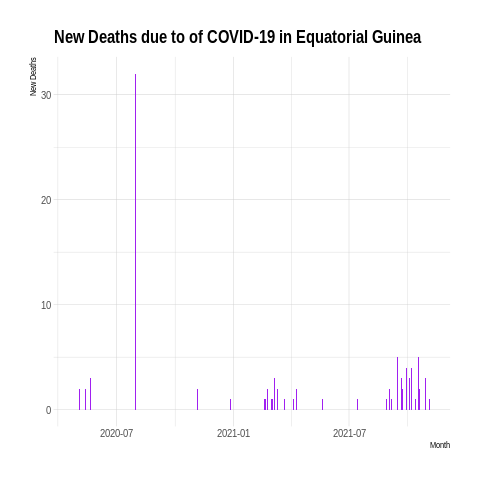 New Deaths due to of COVID-19 in Equatorial Guinea
New Deaths
30
20
10
0
2020-07 2021-01 2021-07
Month